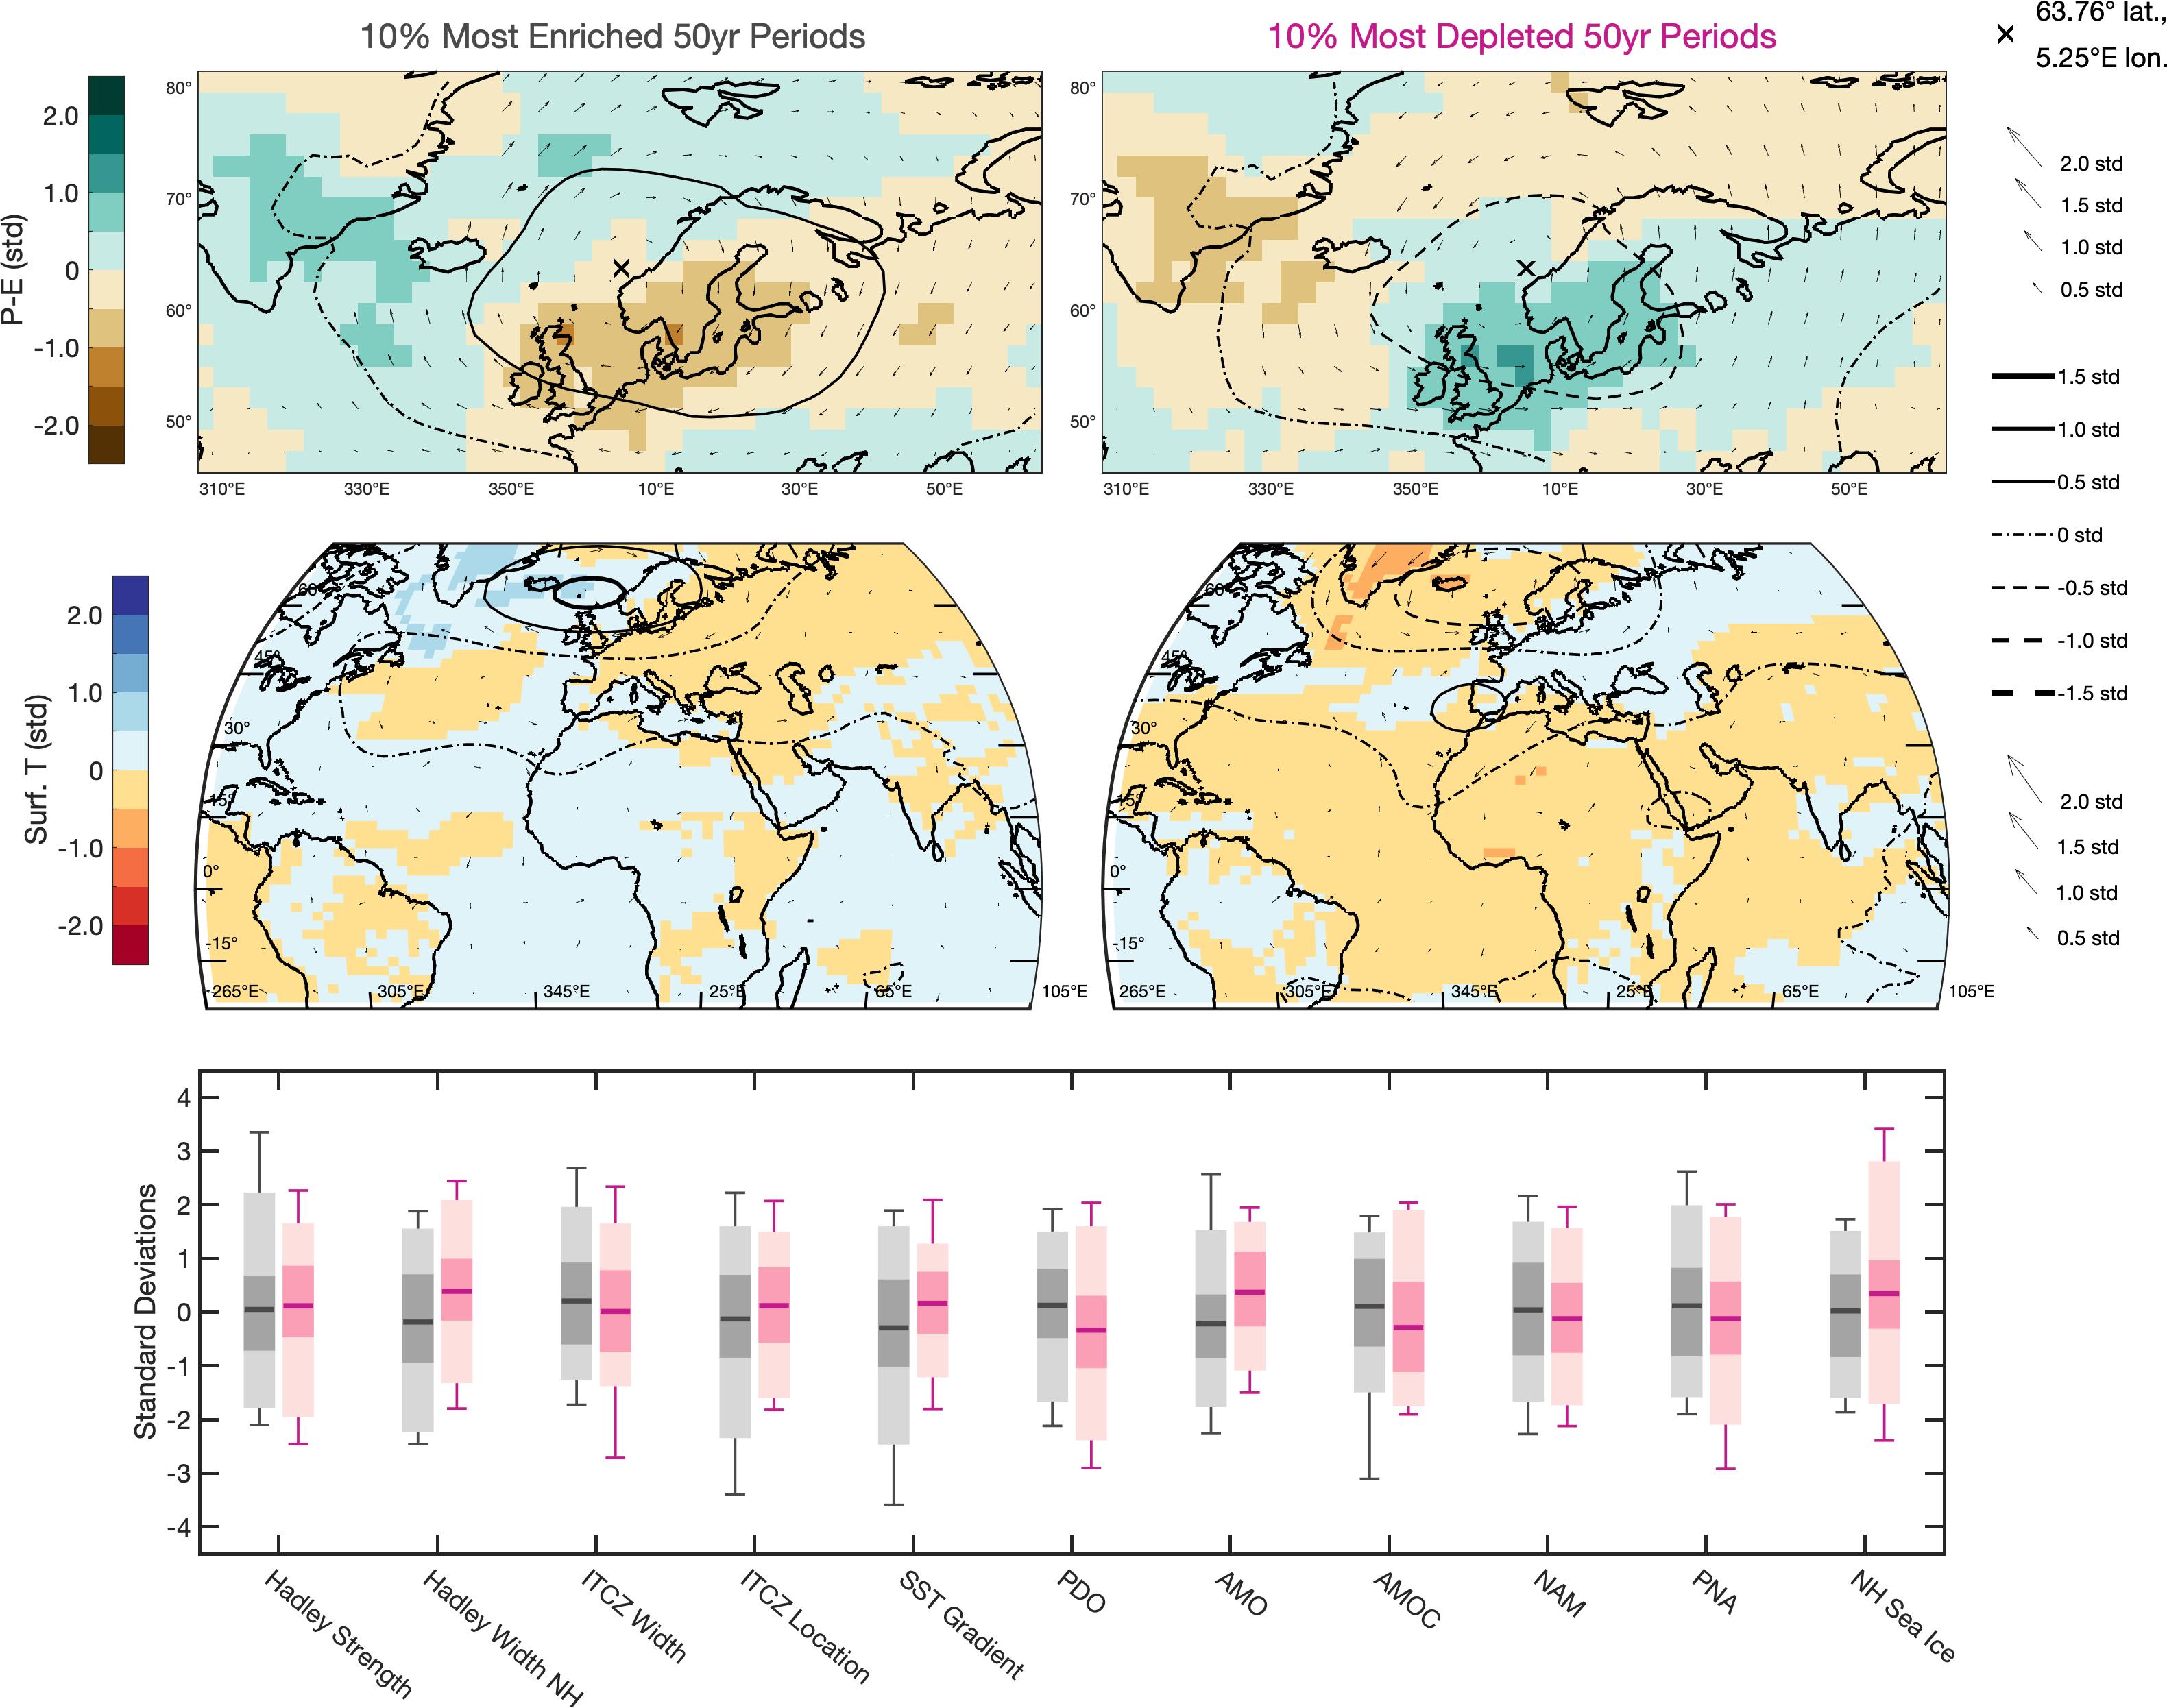 10% Most Enriched 50yr Periods
10% Most Depleted 50yr Periods
63.76° lat.,
5.25°E lon.
P-E (std)
2.0
1.0
0
-1.0
-2.0
80°
70°
60°
50°
310°E
330°E
350°E
10°E
30°E
50°E
80°
70°
60°
50°
310°E
330°E
350°E
10°E
30°E
50°E
2.0 std
1.5 std
1.0 std
0.5 std
1.5 std
1.0 std
0.5 std
0 std
-0.5 std
-1.0 std
-1.5 std
Surf. T (std)
2.0
1.0
0
-1.0
-2.0
60°
45°
30°
15°
0°
-15°
265°E
305°E
345°E
25°E
65°E
105°E
60°
45°
30°
15°
0°
-15°
265°E
305°E
345°E
25°E
65°E
105°E
2.0 std
1.5 std
1.0 std
0.5 std
Standard Deviations
4
3
2
1
0
-1
-2
-3
-4
Hadley Strength
Hadley Width NH
ITCZ Width
ITCZ Location
SST Gradient
PDO
AMO
AMOC
NAM
PNA
NH Sea Ice